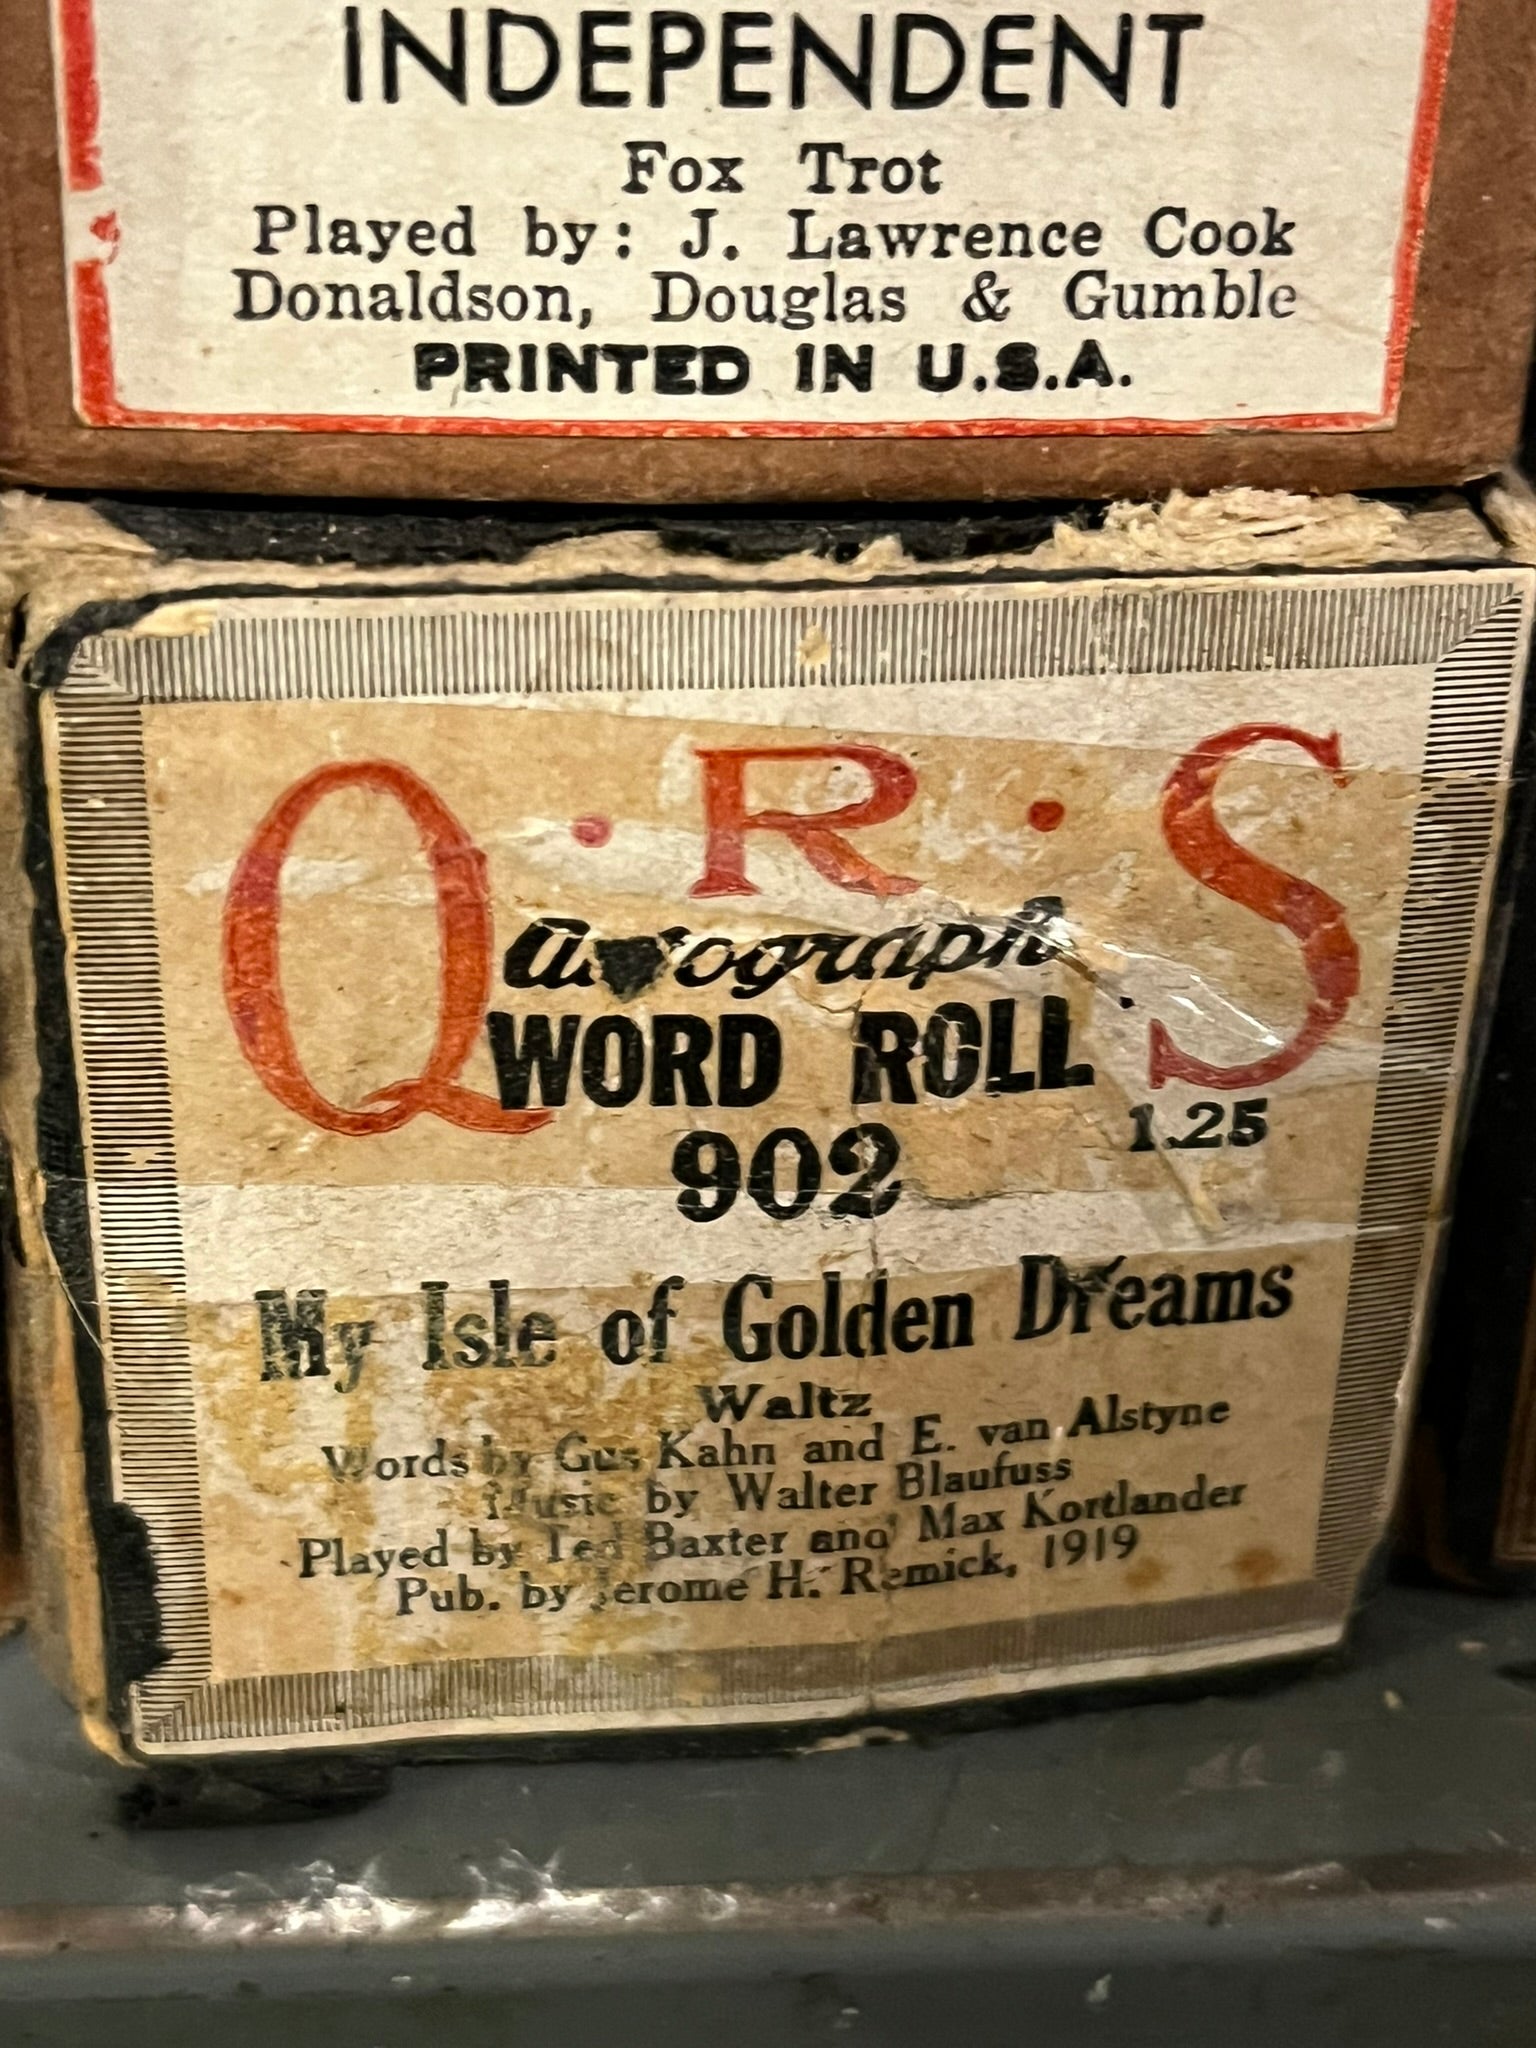 INDEPENDENT
Fox Trot
Played by: J. Lawrence Cook
Donaldson, Douglas & Gumble
PRINTED IN U.S.A.
Q·R·S
Autograph
WORD ROLL
902
1.25
My Isle of Golden Dreams
Waltz
Words by Gus Kahn and E. van Alstyne
Music by Walter Blaufuss
Played by Ted Baxter and Max Kortlander
Pub. by Jerome H. Remick, 1919